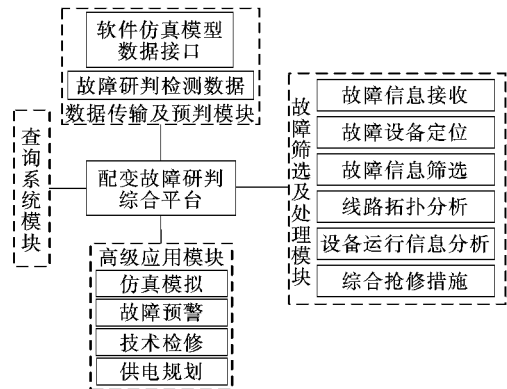 软件仿真模型
数据接口
故障研判检测数据
数据传输及预判模块
查询系统模块
配变故障研判
综合平台
故障筛选及处理模块
故障信息接收
故障设备定位
故障信息筛选
线路拓扑分析
设备运行信息分析
综合抢修措施
高级应用模块
仿真模拟
故障预警
技术检修
供电规划